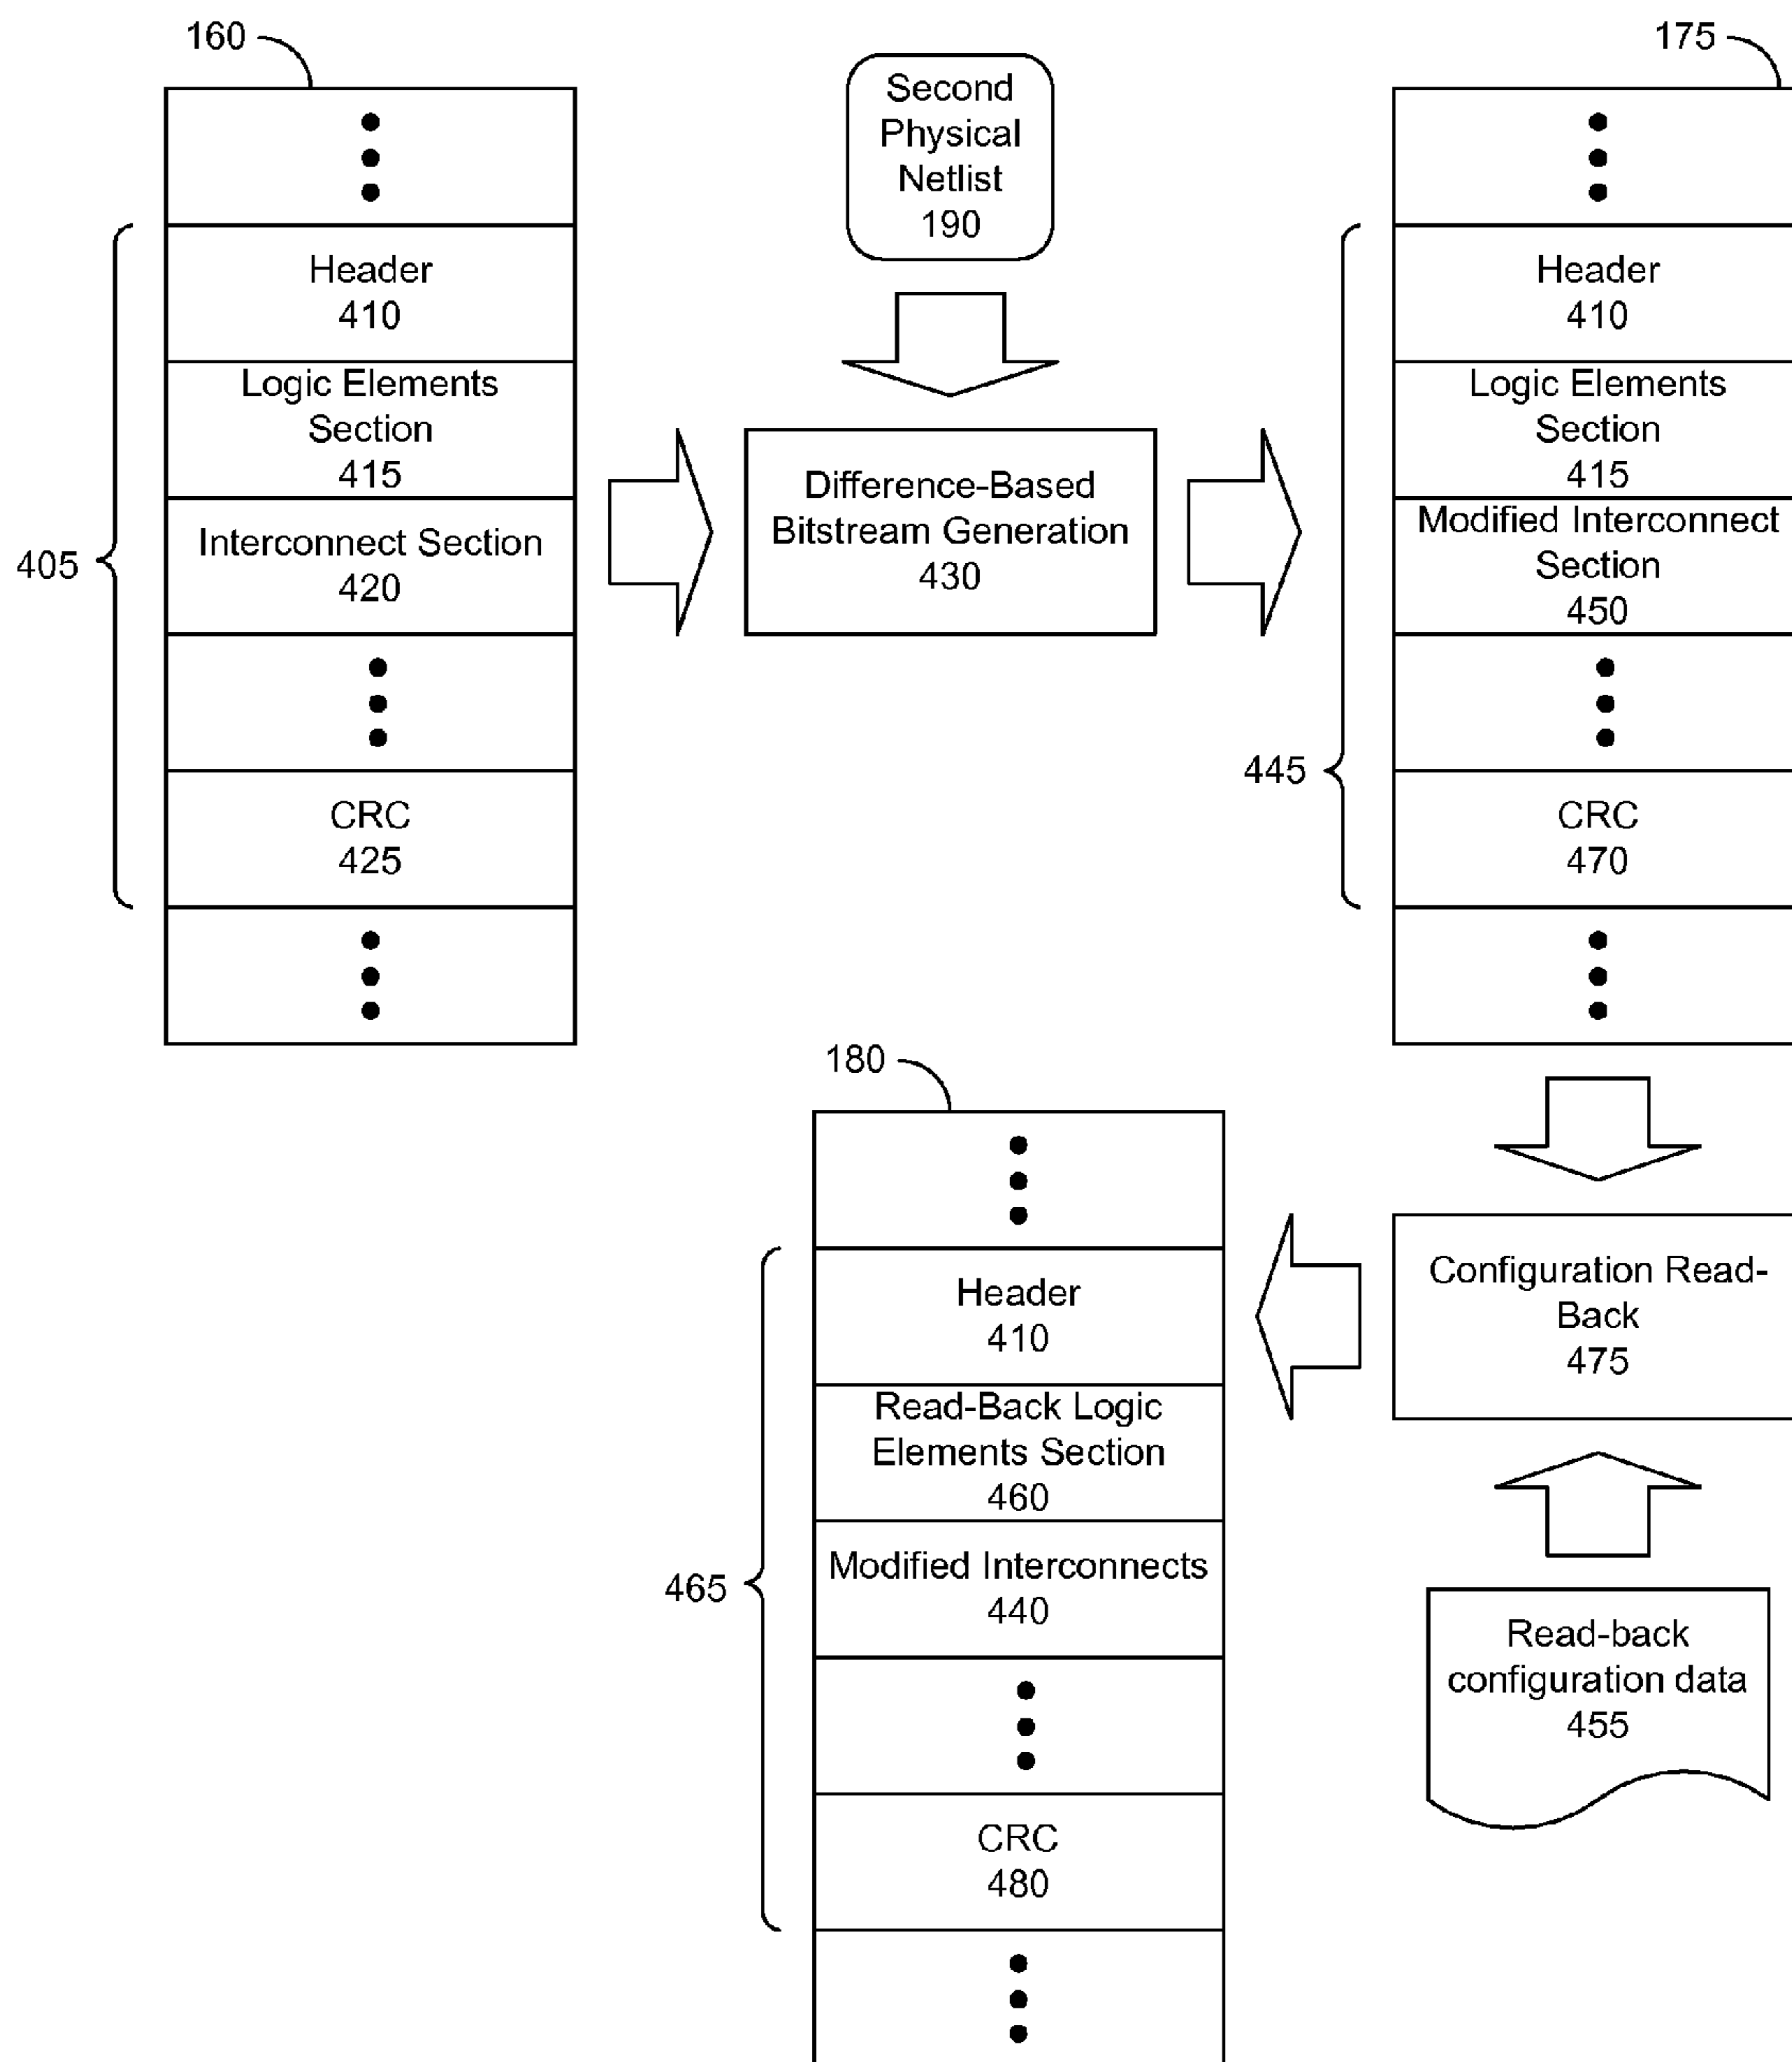 160
405
Header
410
Logic Elements
Section
415
Interconnect Section
420
CRC
425
Second
Physical
Netlist
190
Difference-Based
Bitstream Generation
430
175
445
Header
410
Logic Elements
Section
415
Modified Interconnect
Section
450
CRC
470
Configuration Read-
Back
475
Read-back
configuration data
455
180
465
Header
410
Read-Back Logic
Elements Section
460
Modified Interconnects
440
CRC
480